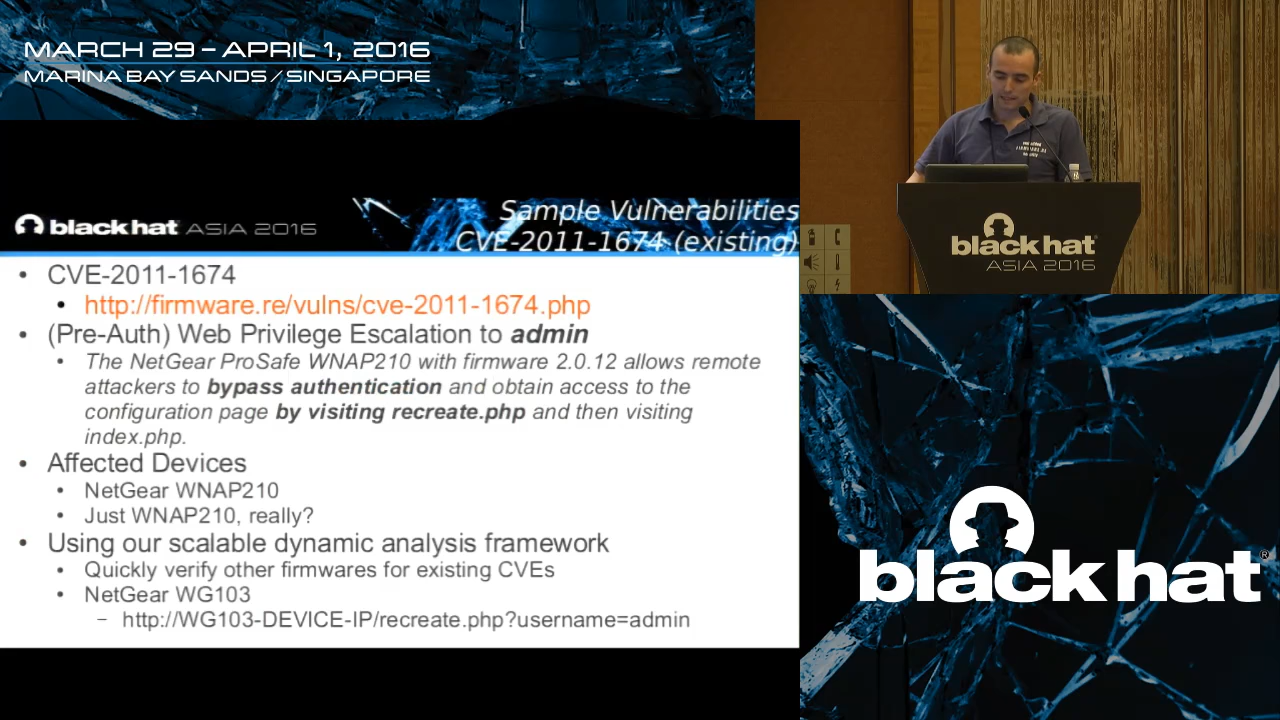 MARCH 29 – APRIL 1, 2016
MARINA BAY SANDS / SINGAPORE
black hat ASIA 2016
Sample Vulnerabilities
CVE-2011-1674 (existing)
• CVE-2011-1674
• http://firmware.re/vulns/cve-2011-1674.php
• (Pre-Auth) Web Privilege Escalation to admin
• The NetGear ProSafe WNAP210 with firmware 2.0.12 allows remote
attackers to bypass authentication and obtain access to the
configuration page by visiting recreate.php and then visiting
index.php.
• Affected Devices
• NetGear WNAP210
• Just WNAP210, really?
• Using our scalable dynamic analysis framework
• Quickly verify other firmwares for existing CVEs
• NetGear WG103
– http://WG103-DEVICE-IP/recreate.php?username=admin
black hat
ASIA 2016
black hat®